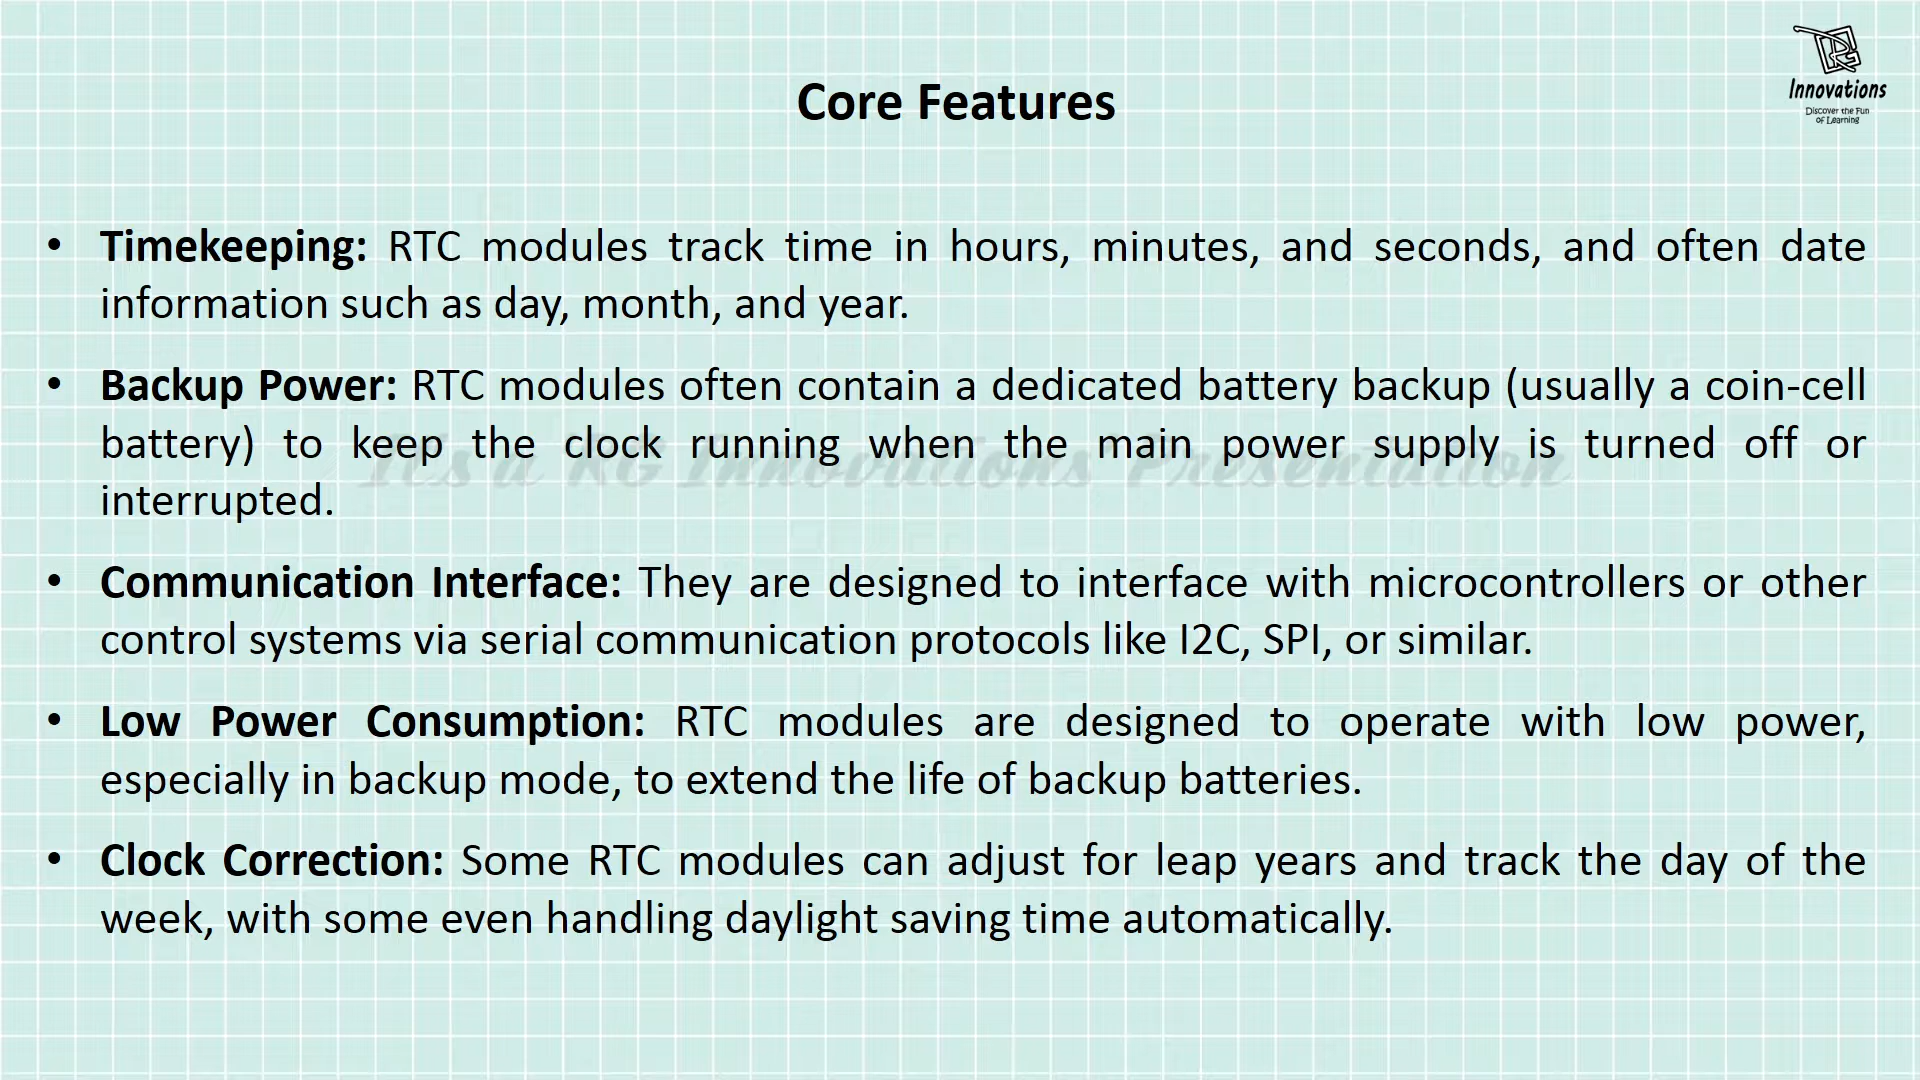 Innovations
Discover the Fun
of Learning
Core Features
• Timekeeping: RTC modules track time in hours, minutes, and seconds, and often date
information such as day, month, and year.
• Backup Power: RTC modules often contain a dedicated battery backup (usually a coin-cell
battery) to keep the clock running when the main power supply is turned off or
interrupted.
It's a RG Innovations' Presentation
• Communication Interface: They are designed to interface with microcontrollers or other
control systems via serial communication protocols like I2C, SPI, or similar.
• Low Power Consumption: RTC modules are designed to operate with low power,
especially in backup mode, to extend the life of backup batteries.
• Clock Correction: Some RTC modules can adjust for leap years and track the day of the
week, with some even handling daylight saving time automatically.